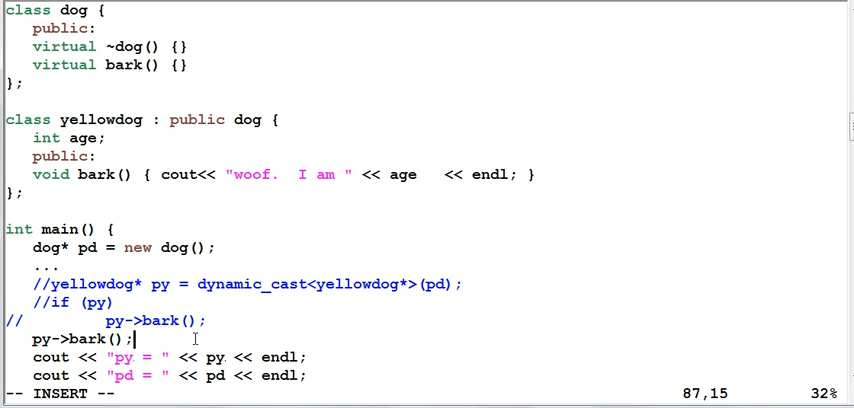 class dog {
   public:
   virtual ~dog() {}
   virtual bark() {}
};

class yellowdog : public dog {
   int age;
   public:
   void bark() { cout<< "woof.  I am " << age   << endl; }
};

int main() {
   dog* pd = new dog();
   ...
   //yellowdog* py = dynamic_cast<yellowdog*>(pd);
   //if (py)
//         py->bark();
   py->bark();
   cout << "py = " << py << endl;
   cout << "pd = " << pd << endl;
-- INSERT --                                                    87,15         32%